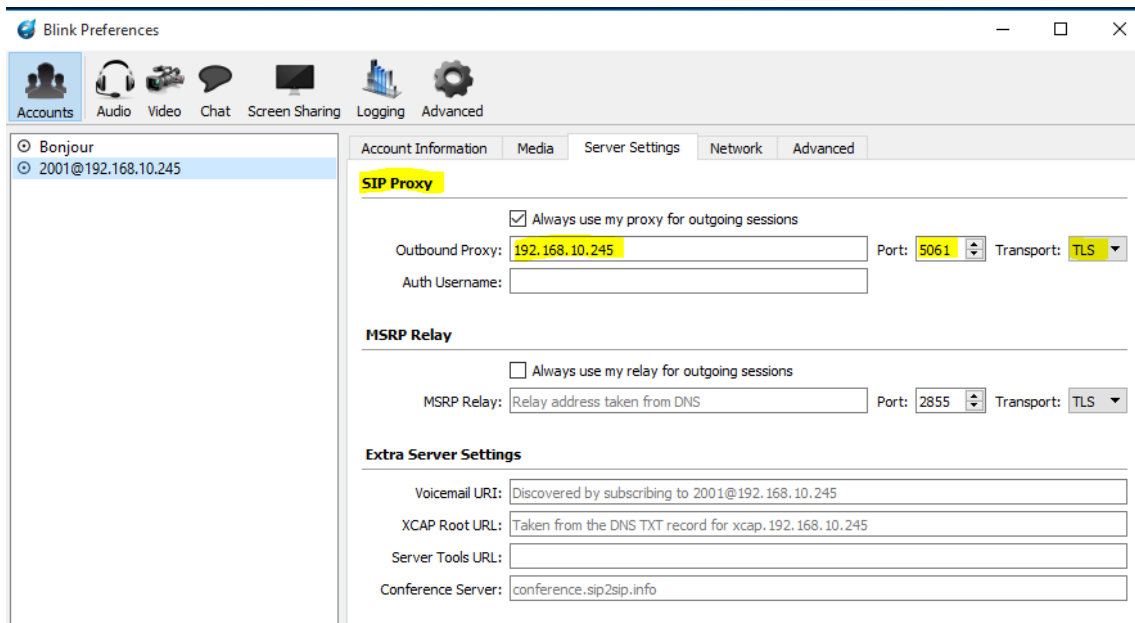 Blink Preferences
Accounts Audio Video Chat Screen Sharing Logging Advanced
Bonjour
2001@192.168.10.245
Account Information Media Server Settings Network Advanced
SIP Proxy
Always use my proxy for outgoing sessions
Outbound Proxy: 192.168.10.245 Port: 5061 Transport: TLS
Auth Username:
MSRP Relay
Always use my relay for outgoing sessions
MSRP Relay: Relay address taken from DNS Port: 2855 Transport: TLS
Extra Server Settings
Voicemail URI: Discovered by subscribing to 2001@192.168.10.245
XCAP Root URL: Taken from the DNS TXT record for xcap.192.168.10.245
Server Tools URL:
Conference Server: conference.sip2sip.info